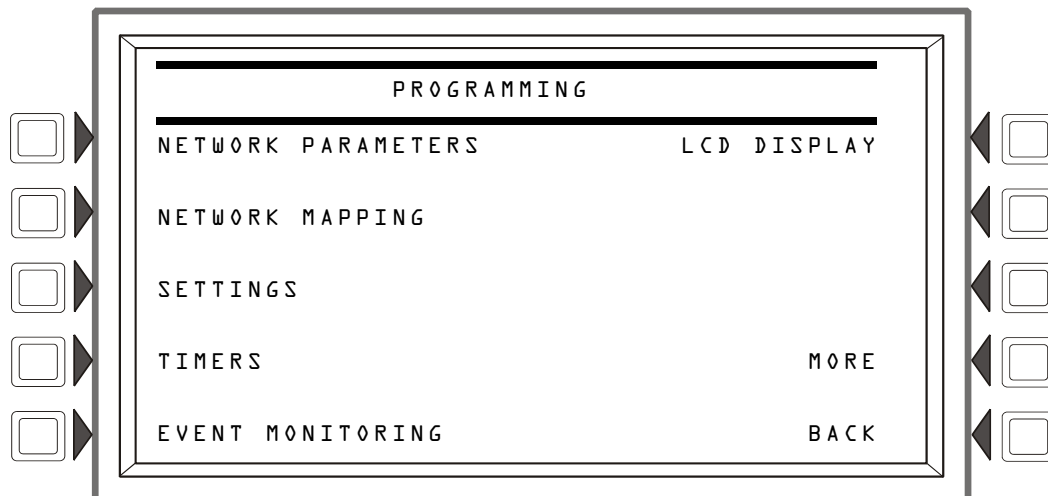 PROGRAMMING
NETWORK PARAMETERS LCD DISPLAY
NETWORK MAPPING
SETTINGS
TIMERS MORE
EVENT MONITORING BACK